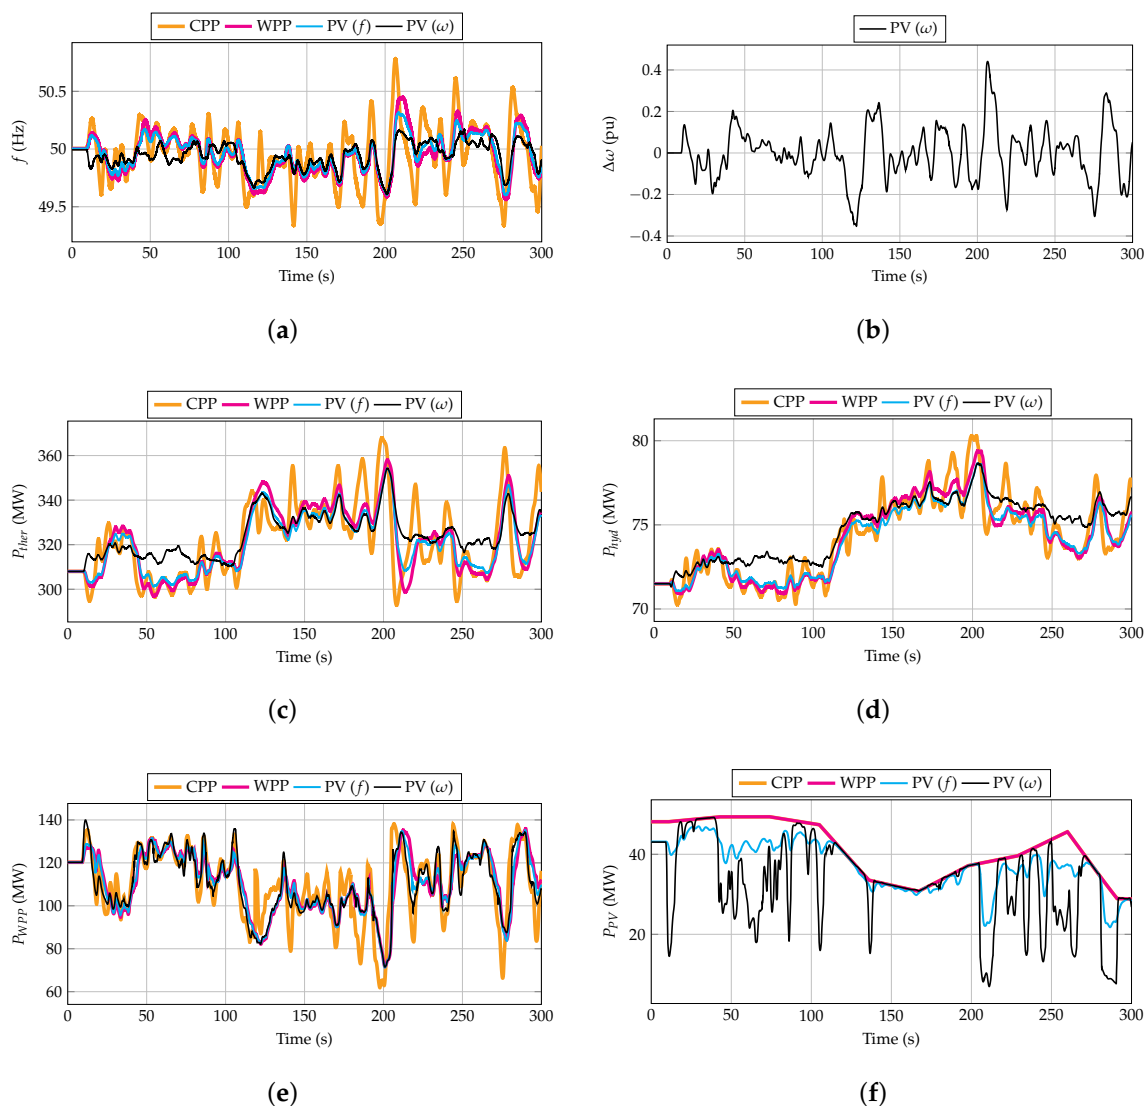 CPP WPP PV (f) PV (ω)
50.5
50
49.5
f (Hz)
0 50 100 150 200 250 300
Time (s)
(a)
PV (ω)
0.4
0.2
0
−0.2
−0.4
Δω (pu)
0 50 100 150 200 250 300
Time (s)
(b)
CPP WPP PV (f) PV (ω)
360
340
320
300
P_ther (MW)
0 50 100 150 200 250 300
Time (s)
(c)
CPP WPP PV (f) PV (ω)
80
75
70
P_hyd (MW)
0 50 100 150 200 250 300
Time (s)
(d)
CPP WPP PV (f) PV (ω)
140
120
100
80
60
P_WPP (MW)
0 50 100 150 200 250 300
Time (s)
(e)
CPP WPP PV (f) PV (ω)
40
20
P_PV (MW)
0 50 100 150 200 250 300
Time (s)
(f)